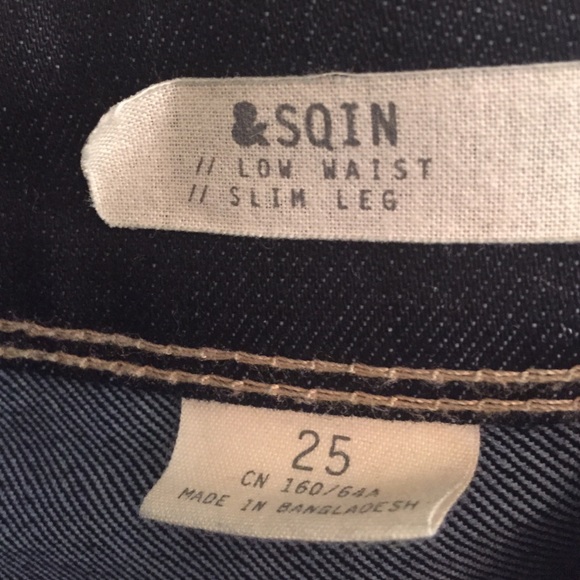 &SQIN
// LOW WAIST
// SLIM LEG
25
CN 160/64A
MADE IN BANGLADESH